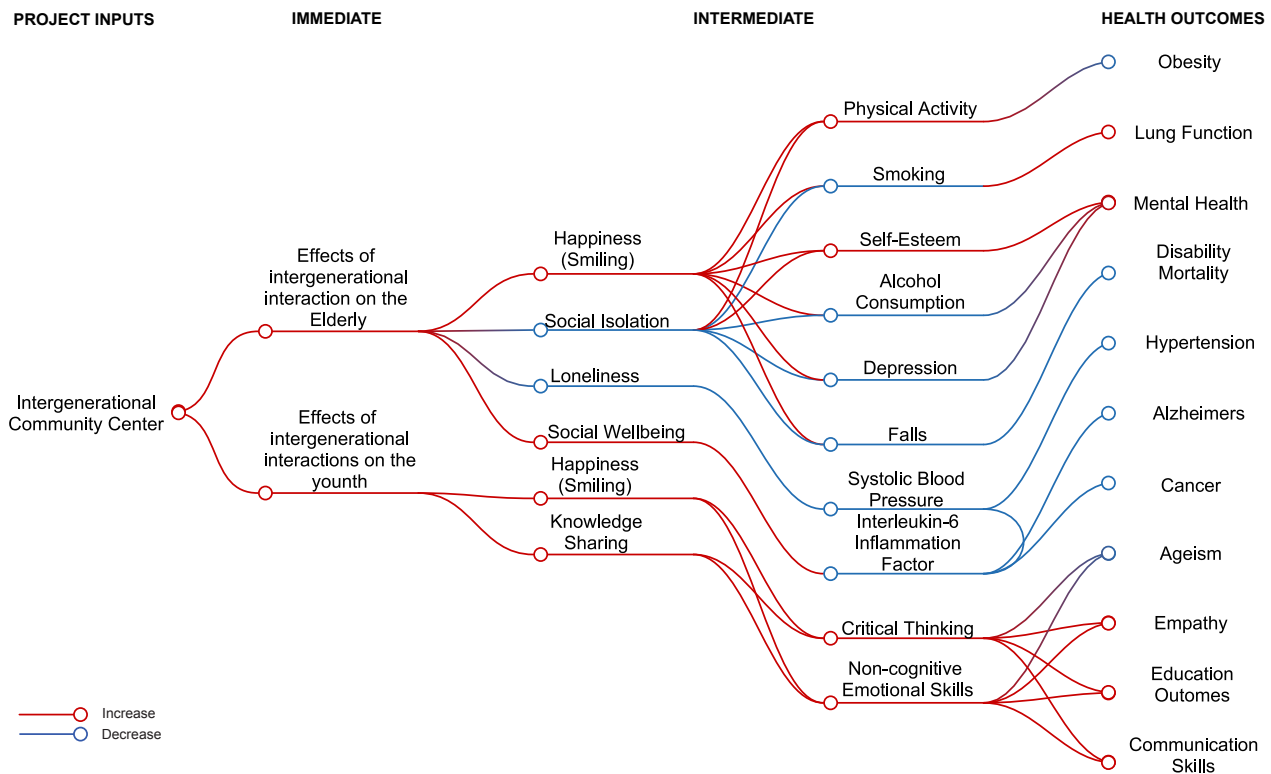 PROJECT INPUTS
IMMEDIATE
INTERMEDIATE
HEALTH OUTCOMES
Intergenerational
Community Center
Effects of
intergenerational
interaction on the
Elderly
Effects of
intergenerational
interactions on the
younth
Happiness
(Smiling)
Social Isolation
Loneliness
Social Wellbeing
Happiness
(Smiling)
Knowledge
Sharing
Physical Activity
Smoking
Self-Esteem
Alcohol
Consumption
Depression
Falls
Systolic Blood
Pressure
Interleukin-6
Inflammation
Factor
Critical Thinking
Non-cognitive
Emotional Skills
Obesity
Lung Function
Mental Health
Disability
Mortality
Hypertension
Alzheimers
Cancer
Ageism
Empathy
Education
Outcomes
Communication
Skills
Increase
Decrease